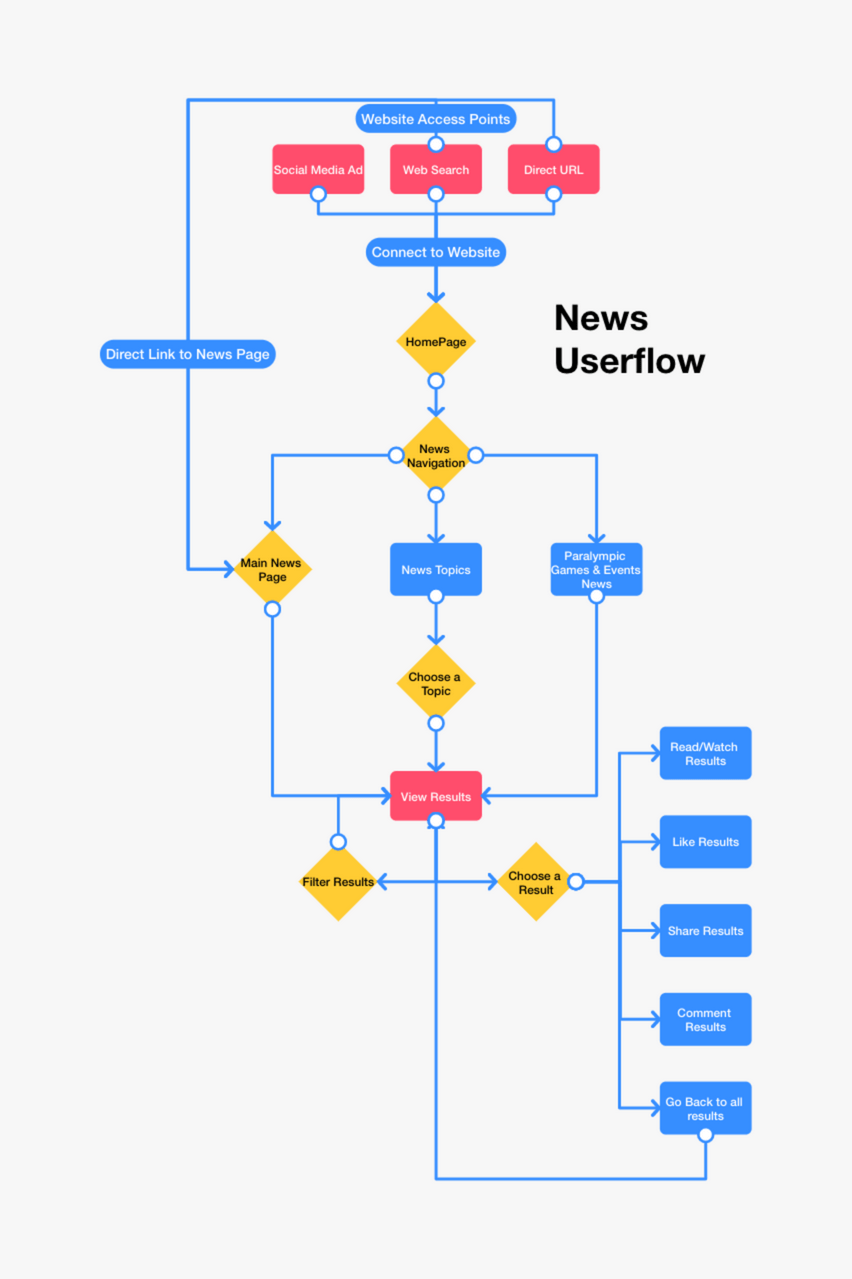 Website Access Points
Social Media Ad
Web Search
Direct URL
Connect to Website
News
Userflow
HomePage
Direct Link to News Page
News
Navigation
Main News
Page
News Topics
Paralympic
Games & Events
News
Choose a
Topic
View Results
Read/Watch
Results
Like Results
Filter Results
Choose a
Result
Share Results
Comment
Results
Go Back to all
results